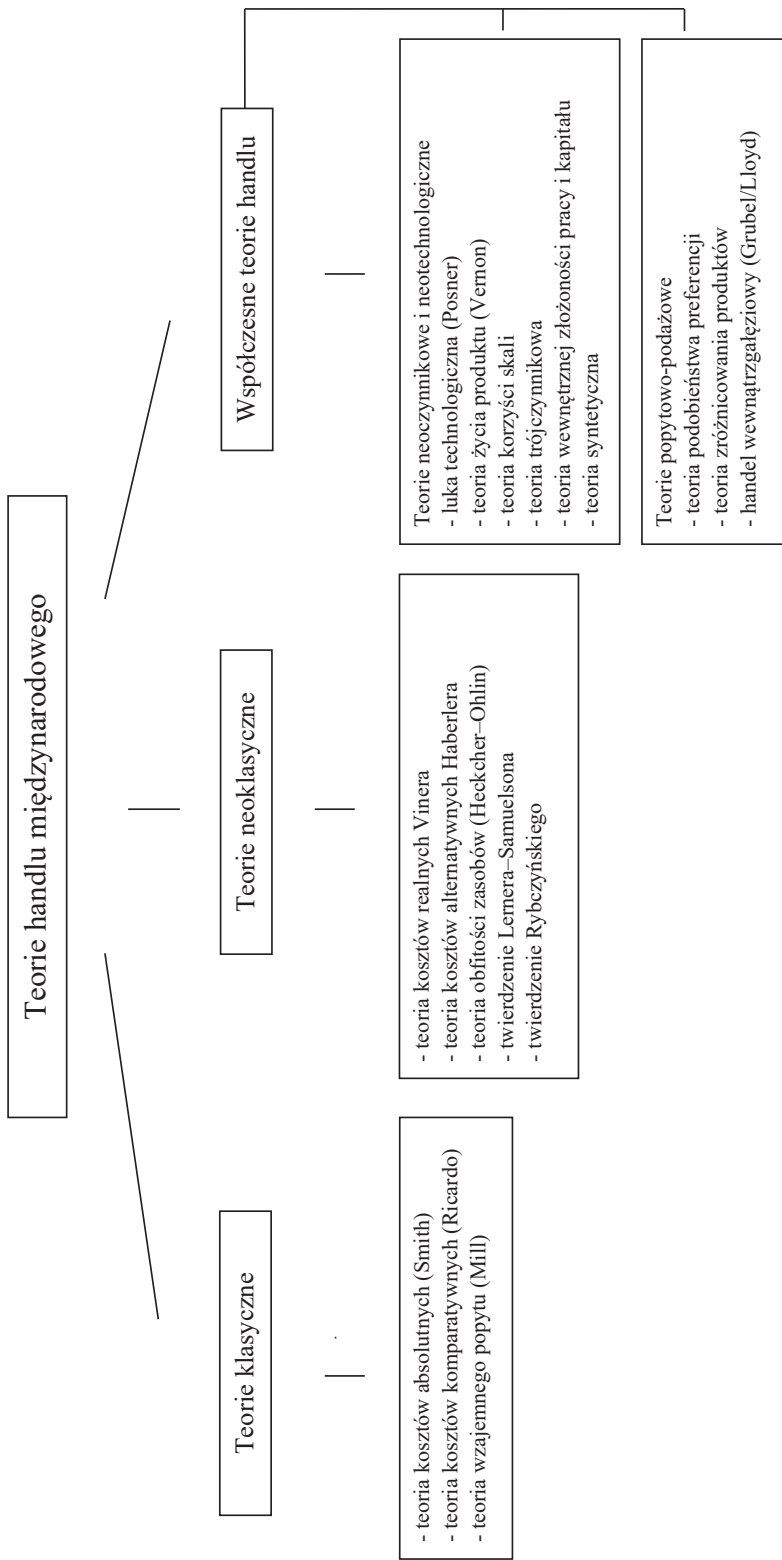 Teorie handlu międzynarodowego
Teorie klasyczne
- teoria kosztów absolutnych (Smith)
- teoria kosztów komparatywnych (Ricardo)
- teoria wzajemnego popytu (Mill)
Teorie neoklasyczne
- teoria kosztów realnych Vinera
- teoria kosztów alternatywnych Haberlera
- teoria obfitości zasobów (Heckcher–Ohlin)
- twierdzenie Lernera–Samuelsona
- twierdzenie Rybczyńskiego
Współczesne teorie handlu
Teorie neoczynnikowe i neotechnologiczne
- luka technologiczna (Posner)
- teoria życia produktu (Vernon)
- teoria korzyści skali
- teoria trójczynnikowa
- teoria wewnętrznej złożoności pracy i kapitału
- teoria syntetyczna
Teorie popytowo-podażowe
- teoria podobieństwa preferencji
- teoria zróżnicowania produktów
- handel wewnątrzgałęziowy (Grubel/Lloyd)